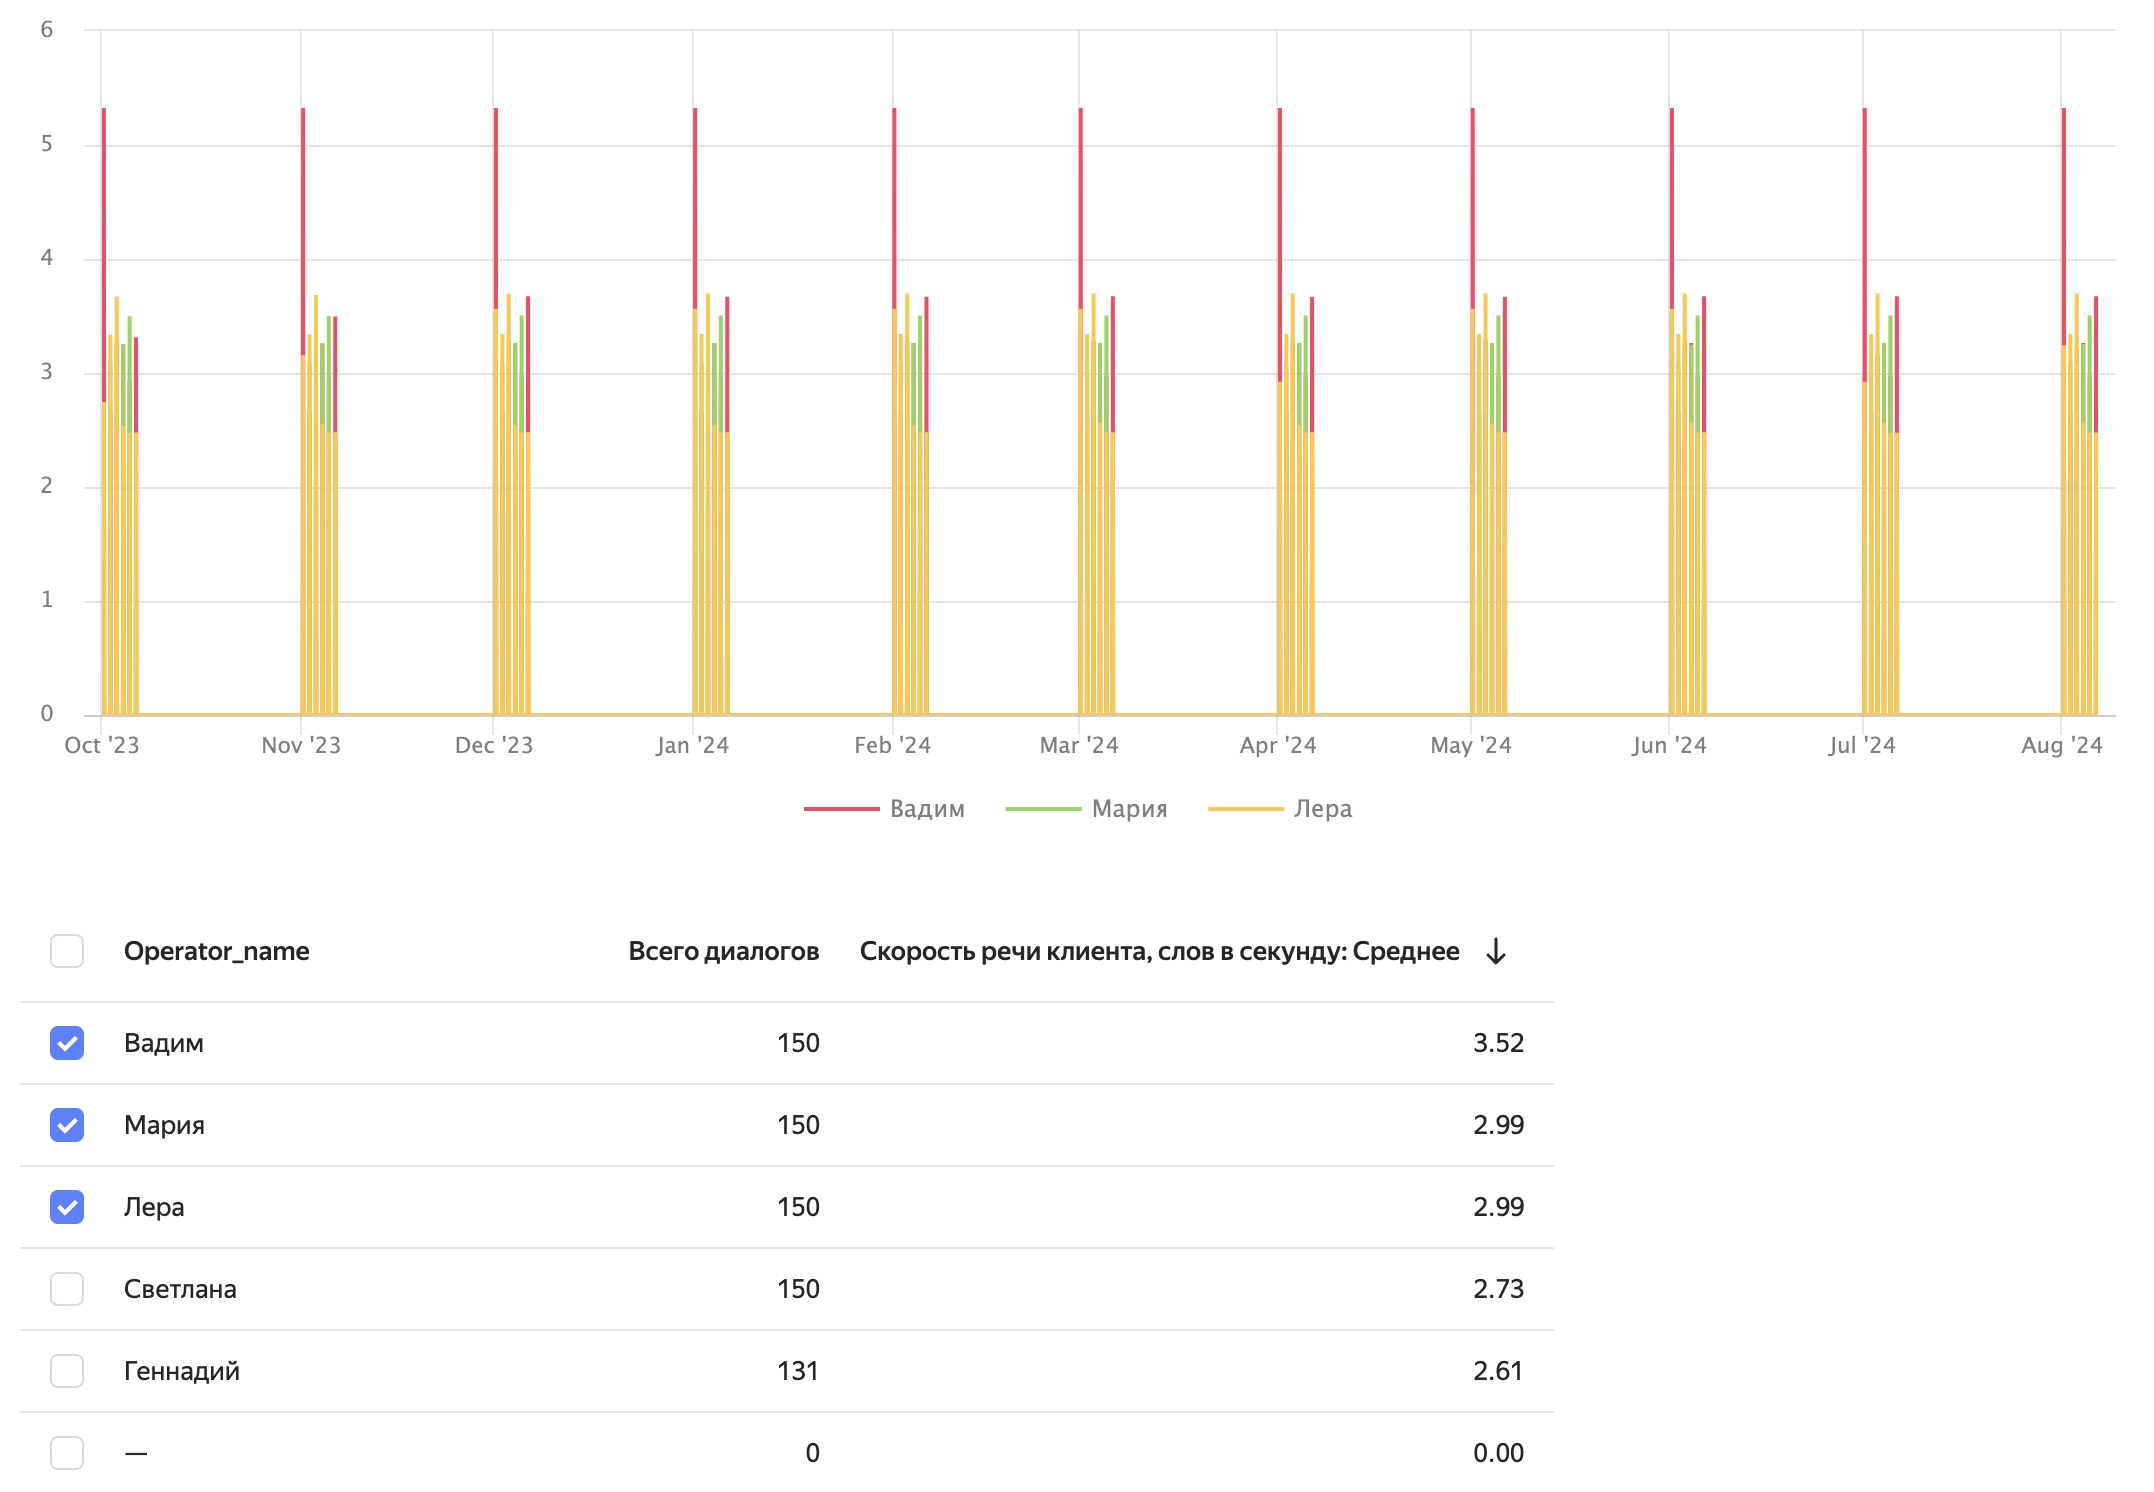 6
5
4
3
2
1
0
Oct '23 Nov '23 Dec '23 Jan '24 Feb '24 Mar '24 Apr '24 May '24 Jun '24 Jul '24 Aug '24
Вадим Мария Лера
Operator_name Всего диалогов Скорость речи клиента, слов в секунду: Среднее ↓
Вадим 150 3.52
Мария 150 2.99
Лера 150 2.99
Светлана 150 2.73
Геннадий 131 2.61
— 0 0.00